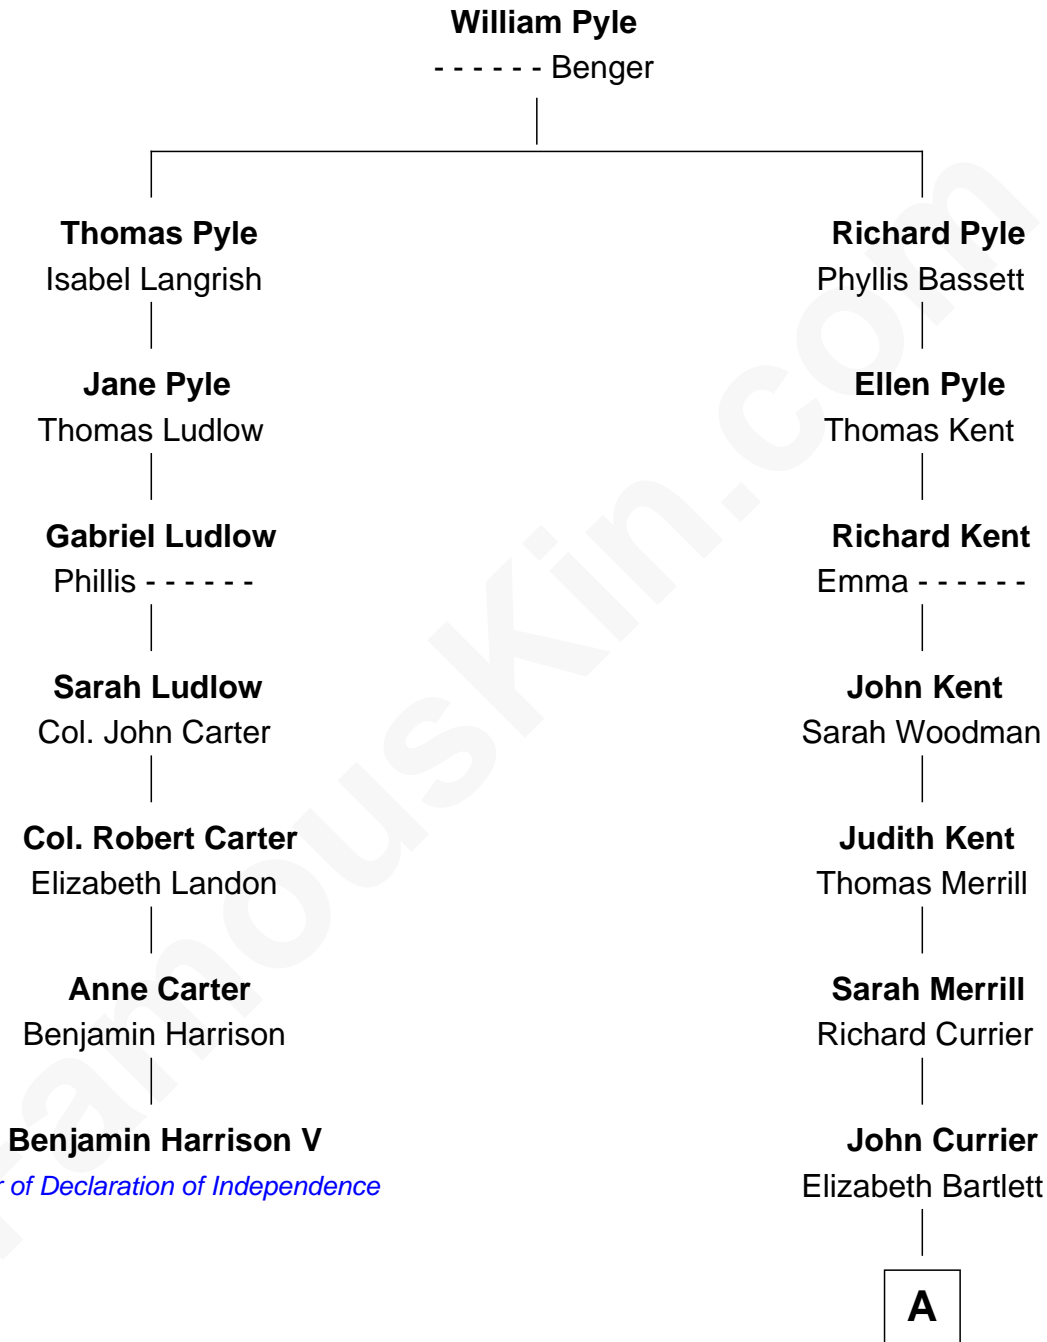 William Pyle
- - - - - - Benger
Thomas Pyle
Isabel Langrish
Richard Pyle
Phyllis Bassett
Jane Pyle
Thomas Ludlow
Ellen Pyle
Thomas Kent
Gabriel Ludlow
Phillis - - - - - -
Richard Kent
Emma - - - - - -
Sarah Ludlow
Col. John Carter
John Kent
Sarah Woodman
Col. Robert Carter
Elizabeth Landon
Judith Kent
Thomas Merrill
Anne Carter
Benjamin Harrison
Sarah Merrill
Richard Currier
Benjamin Harrison V
of Declaration of Independence
John Currier
Elizabeth Bartlett
A
FamousKin.com